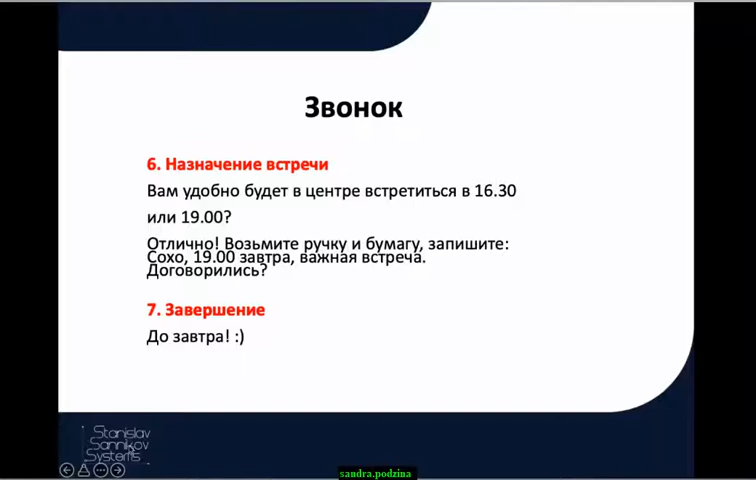 Звонок
6. Назначение встречи
Вам удобно будет в центре встретиться в 16.30
или 19.00?
Отлично! Возьмите ручку и бумагу, запишите:
Сохо, 19.00 завтра, важная встреча.
Договорились?
7. Завершение
До завтра! :)
Stanislav
Sannikov
Systems
sandra.podzina